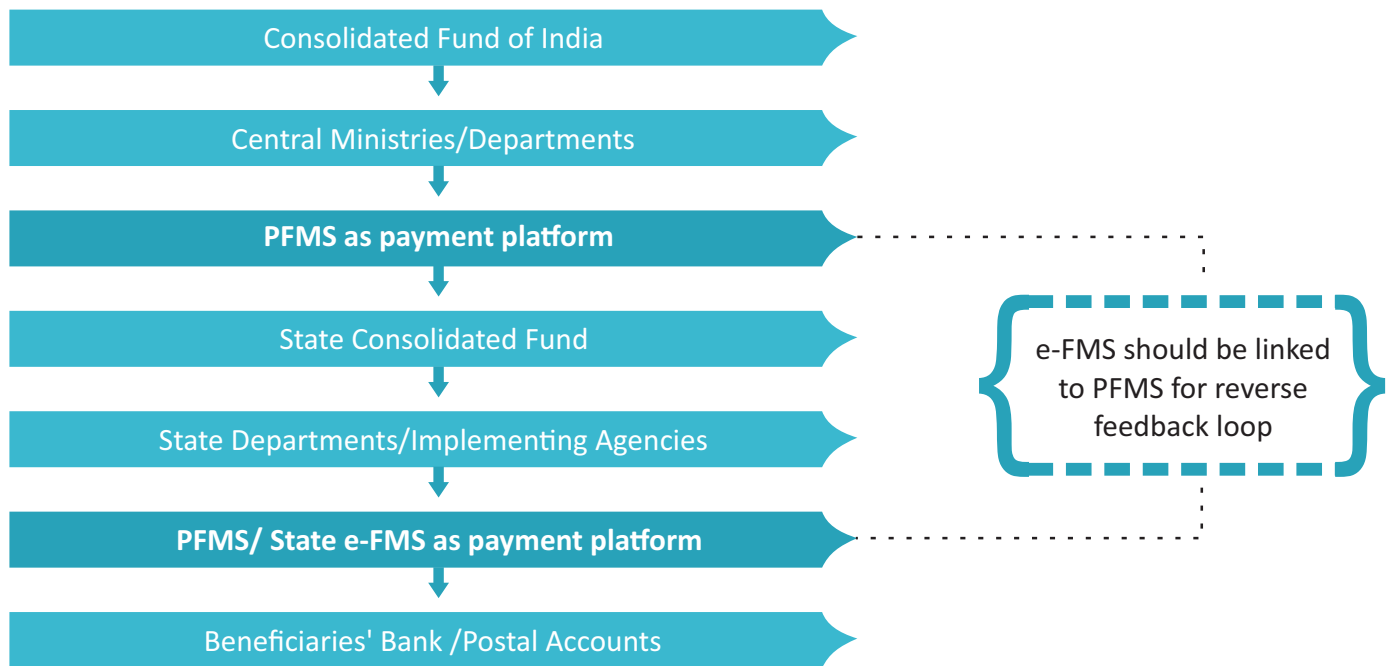 Consolidated Fund of India
Central Ministries/Departments
PFMS as payment platform
State Consolidated Fund
e-FMS should be linked
to PFMS for reverse
feedback loop
State Departments/Implementing Agencies
PFMS/ State e-FMS as payment platform
Beneficiaries' Bank /Postal Accounts